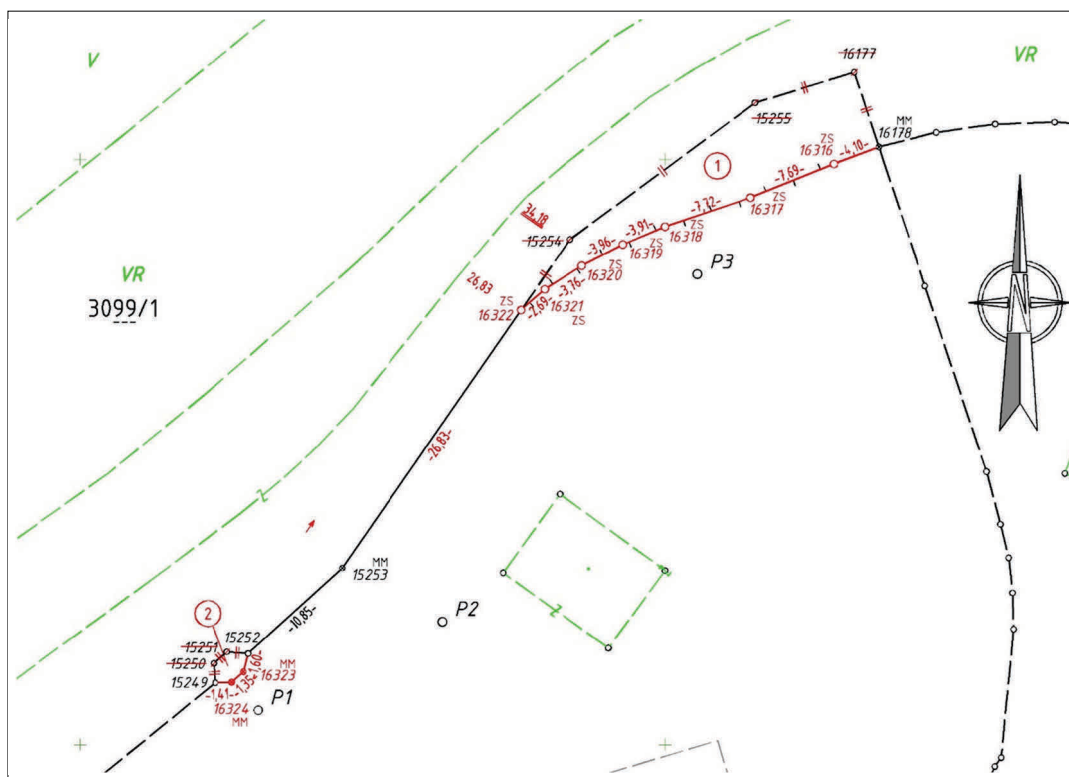 V
VR
16177
15255
MM
16178
ZS
16316
-4,10-
1
-7,69-
ZS
16317
-7,72-
ZS
16318
34,18
15254
-3,91-
ZS
16319
-3,96-
ZS
16320
P3
VR
3099/1
26,83
-3,76-
16321
ZS
ZS
16322
-2,69-
N
-26,83-
z
MM
15253
-10,85-
z
P2
2
15251
15252
15250
-1,60-
MM
16323
15249
-1,35-
-1,41-
16324
MM
P1